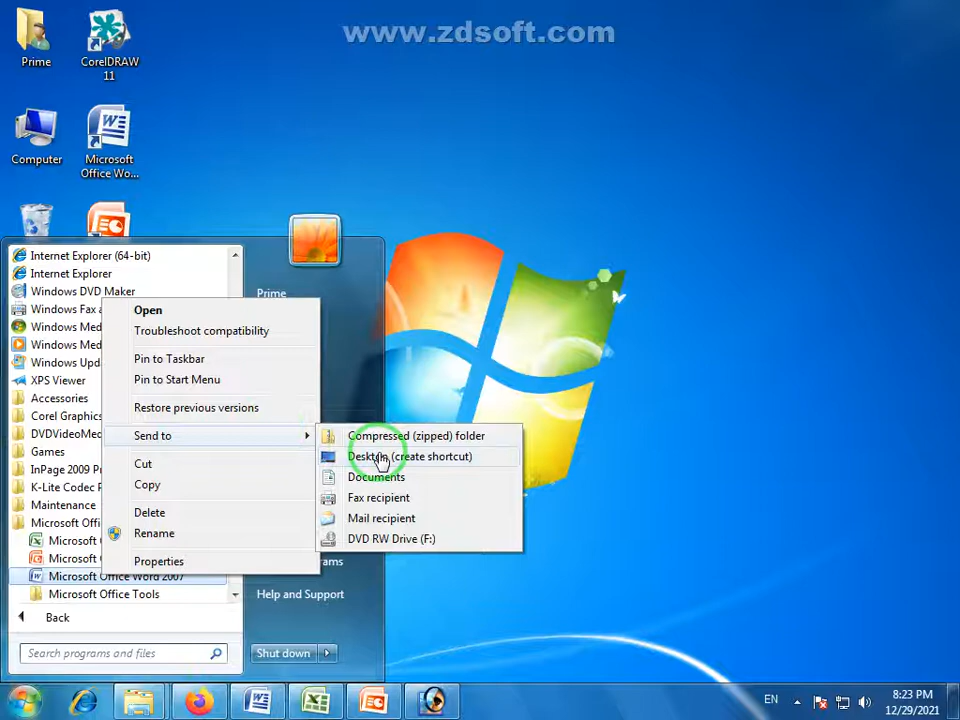 www.zdsoft.com
Prime
CorelDRAW
11
Computer
Microsoft
Office Wo...
Internet Explorer (64-bit)
Internet Explorer
Windows DVD Maker
Windows Fax a
Windows Med
Windows Med
Windows Upd
XPS Viewer
Accessories
Corel Graphics
DVDVideoMed
Games
InPage 2009 P
K-Lite Codec P
Maintenance
Microsoft Offi
Microsoft
Microsoft
Microsoft Office Word 2007
Microsoft Office Tools
Back
Search programs and files
Prime
Help and Support
Shut down
Open
Troubleshoot compatibility
Pin to Taskbar
Pin to Start Menu
Restore previous versions
Send to
Cut
Copy
Delete
Rename
Properties
Compressed (zipped) folder
Desktop (create shortcut)
Documents
Fax recipient
Mail recipient
DVD RW Drive (F:)
EN
8:23 PM
12/29/2021